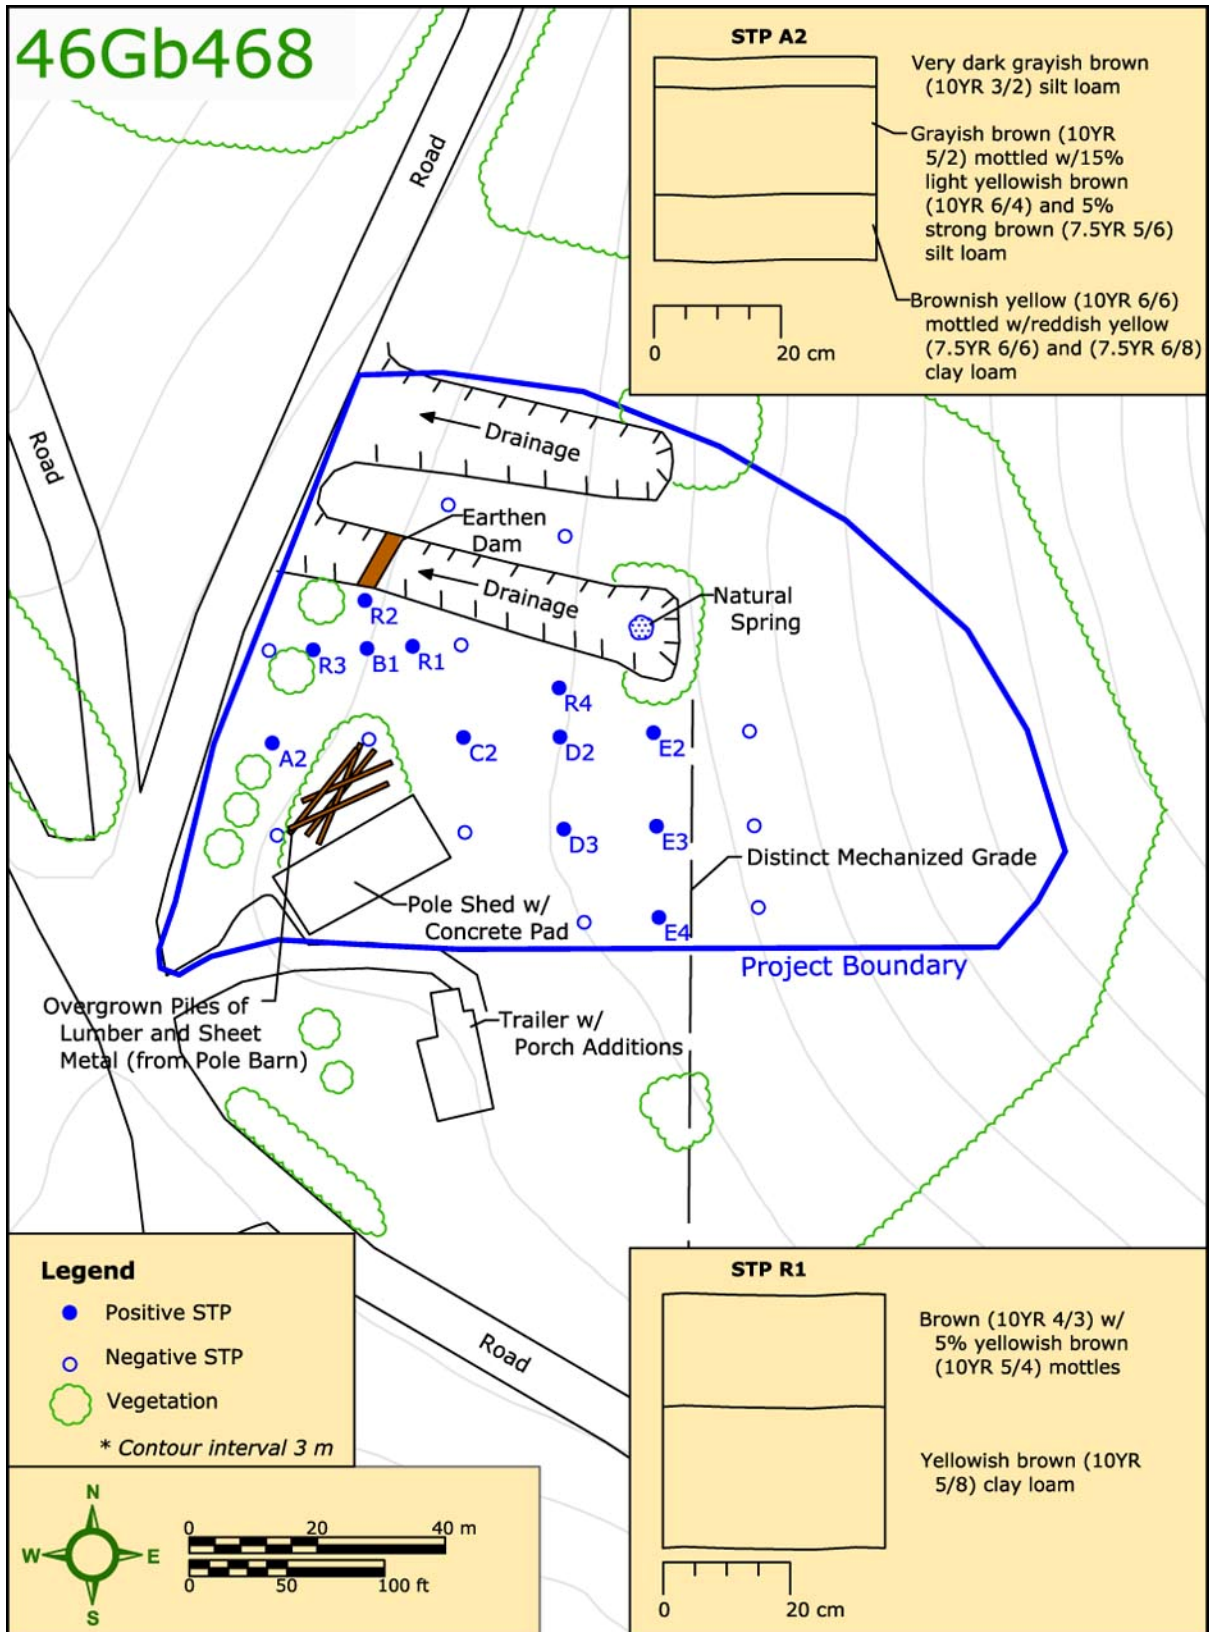 46Gb468
STP A2
Very dark grayish brown
(10YR 3/2) silt loam
Grayish brown (10YR
5/2) mottled w/15%
light yellowish brown
(10YR 6/4) and 5%
strong brown (7.5YR 5/6)
silt loam
Brownish yellow (10YR 6/6)
mottled w/reddish yellow
(7.5YR 6/6) and (7.5YR 6/8)
clay loam
0 20 cm
Road
Road
Drainage
Earthen
Dam
Drainage
Natural
Spring
R2
R3 B1 R1
R4
A2 C2 D2 E2
D3 E3
Distinct Mechanized Grade
Pole Shed w/
Concrete Pad
E4
Project Boundary
Overgrown Piles of
Lumber and Sheet
Metal (from Pole Barn)
Trailer w/
Porch Additions
Road
Legend
Positive STP
Negative STP
Vegetation
* Contour interval 3 m
N
W E
S
0 20 40 m
0 50 100 ft
STP R1
Brown (10YR 4/3) w/
5% yellowish brown
(10YR 5/4) mottles
Yellowish brown (10YR
5/8) clay loam
0 20 cm